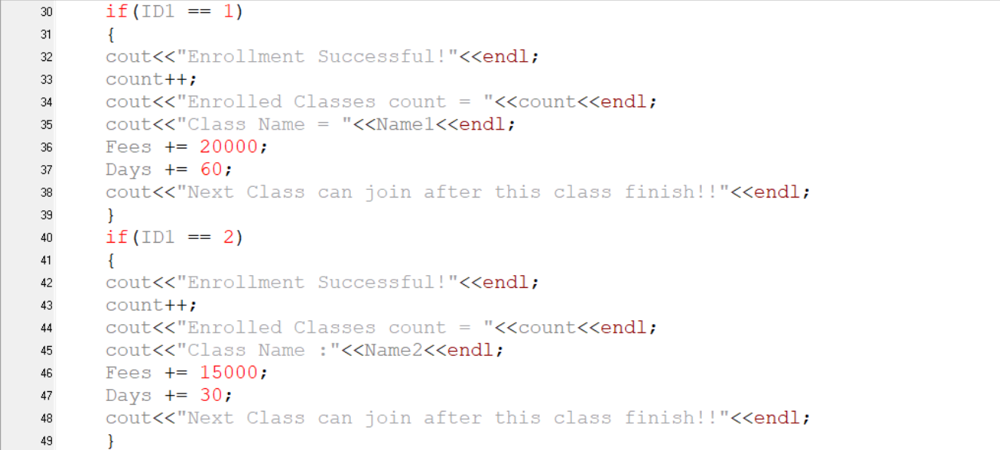 30 if(ID1 == 1)
31 {
32 cout<<"Enrollment Successful!"<<endl;
33 count++;
34 cout<<"Enrolled Classes count = "<<count<<endl;
35 cout<<"Class Name = "<<Name1<<endl;
36 Fees += 20000;
37 Days += 60;
38 cout<<"Next Class can join after this class finish!!"<<endl;
39 }
40 if(ID1 == 2)
41 {
42 cout<<"Enrollment Successful!"<<endl;
43 count++;
44 cout<<"Enrolled Classes count = "<<count<<endl;
45 cout<<"Class Name :"<<Name2<<endl;
46 Fees += 15000;
47 Days += 30;
48 cout<<"Next Class can join after this class finish!!"<<endl;
49 }